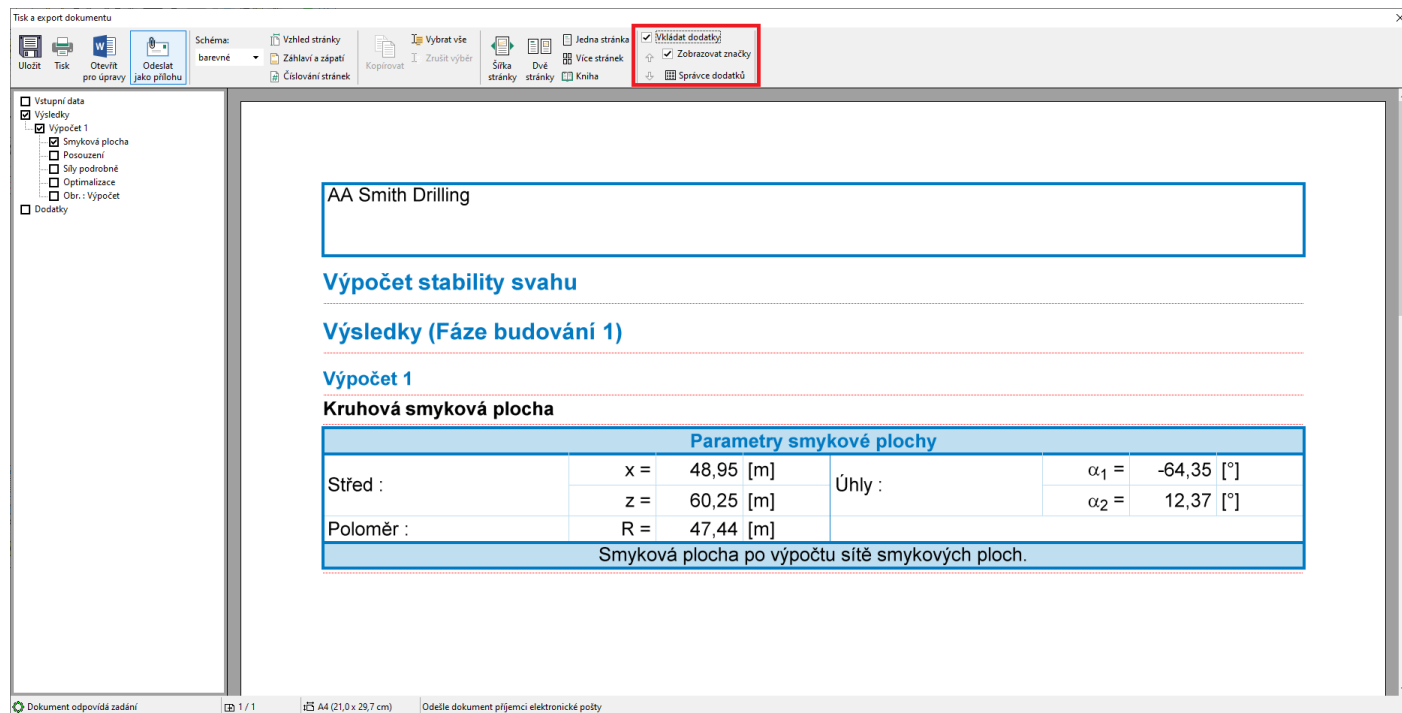 Tisk a export dokumentu
Uložit
Tisk
Otevřít pro úpravy
Odeslat jako přílohu
Schéma:
barevné
Vzhled stránky
Záhlaví a zápatí
Číslování stránek
Kopírovat
Vybrat vše
Zrušit výběr
Šířka stránky
Dvě stránky
Jedna stránka
Více stránek
Kniha
Vkládat dodatky
Zobrazovat značky
Správce dodatků
Vstupní data
Výsledky
Výpočet 1
Smyková plocha
Posouzení
Síly podrobně
Optimalizace
Obr. : Výpočet
Dodatky
AA Smith Drilling
Výpočet stability svahu
Výsledky (Fáze budování 1)
Výpočet 1
Kruhová smyková plocha
Parametry smykové plochy
Střed : x = 48,95 [m] Úhly : α1 = -64,35 [°]
z = 60,25 [m] α2 = 12,37 [°]
Poloměr : R = 47,44 [m]
Smyková plocha po výpočtu sítě smykových ploch.
Dokument odpovídá zadání
1 / 1
A4 (21,0 x 29,7 cm)
Odešle dokument příjemci elektronické pošty